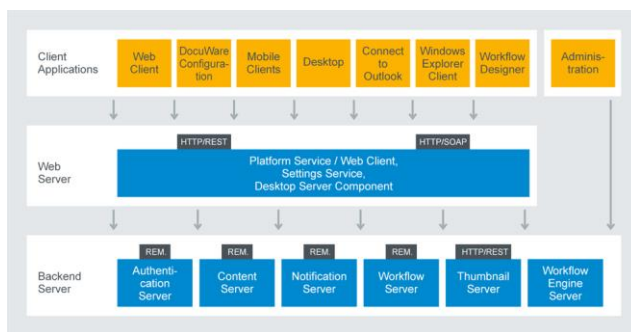 Client
Applications
Web
Client
DocuWare
Configura-
tion
Mobile
Clients
Desktop
Connect
to
Outlook
Windows
Explorer
Client
Workflow
Designer
Adminis-
tration
HTTP/REST
HTTP/SOAP
Web
Server
Platform Service / Web Client,
Settings Service,
Desktop Server Component
REM.
REM.
REM.
REM.
HTTP/REST
Backend
Server
Authenti-
cation
Server
Content
Server
Notification
Server
Workflow
Server
Thumbnail
Server
Workflow
Engine
Server